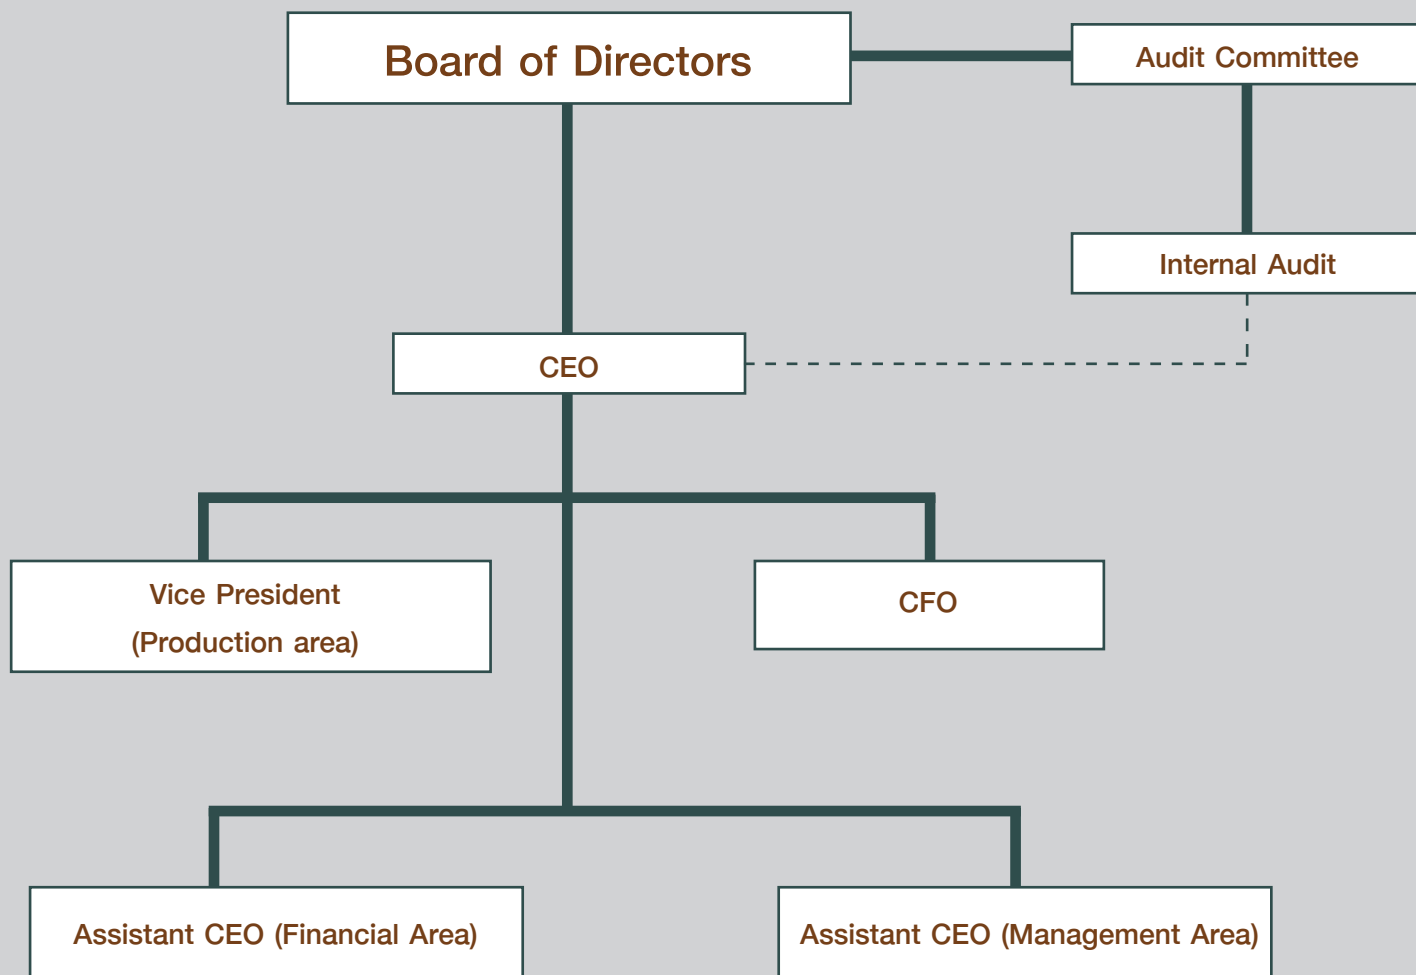 Board of Directors
Audit Committee
Internal Audit
CEO
Vice President
(Production area)
CFO
Assistant CEO (Financial Area)
Assistant CEO (Management Area)